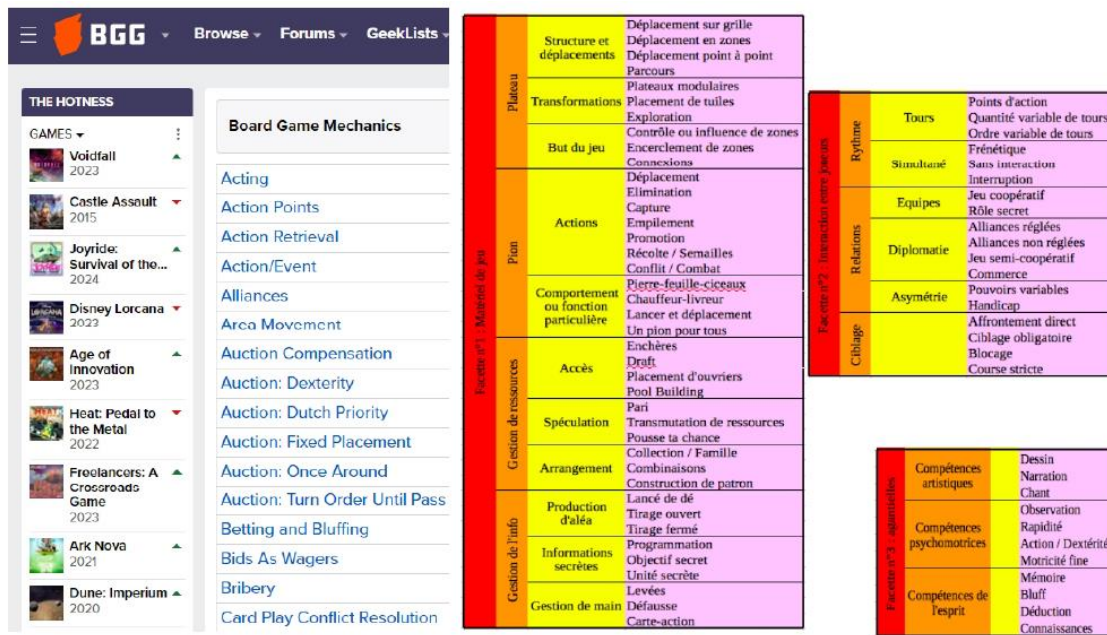 BGG
Browse
Forums
GeekLists
THE HOTNESS
GAMES
Voidfall
2023
Castle Assault
2015
Joyride:
Survival of the...
2024
Disney Lorcana
2023
Age of
Innovation
2023
Heat: Pedal to
the Metal
2022
Freelancers: A
Crossroads
Game
2023
Ark Nova
2021
Dune: Imperium
2020
Board Game Mechanics
Acting
Action Points
Action Retrieval
Action/Event
Alliances
Area Movement
Auction Compensation
Auction: Dexterity
Auction: Dutch Priority
Auction: Fixed Placement
Auction: Once Around
Auction: Turn Order Until Pass
Betting and Bluffing
Bids As Wagers
Bribery
Card Play Conflict Resolution
Facette n°1 : Matériel de jeu
Plateau
Structure et
déplacements
Déplacement sur grille
Déplacement en zones
Déplacement point à point
Parcours
Transformations
Plateaux modulaires
Placement de tuiles
Exploration
But du jeu
Contrôle ou influence de zones
Encerclement de zones
Connexions
Pion
Actions
Déplacement
Elimination
Capture
Empilement
Promotion
Récolte / Semailles
Conflit / Combat
Comportement
ou fonction
particulière
Pierre-feuille-ciceaux
Chauffeur-livreur
Lancer et déplacement
Un pion pour tous
Gestion de ressources
Accès
Enchères
Draft
Placement d'ouvriers
Pool Building
Spéculation
Pari
Transmutation de ressources
Pousse ta chance
Arrangement
Collection / Famille
Combinaisons
Construction de patron
Gestion de l'info
Production
d'aléa
Lancé de dé
Tirage ouvert
Tirage fermé
Informations
secrètes
Programmation
Objectif secret
Unité secrète
Gestion de main
Levées
Défausse
Carte-action
Facette n°2 : Interaction entre joueurs
Rythme
Tours
Points d'action
Quantité variable de tours
Ordre variable de tours
Simultané
Frénétique
Sans interaction
Interruption
Relations
Equipes
Jeu coopératif
Rôle secret
Diplomatie
Alliances réglées
Alliances non réglées
Jeu semi-coopératif
Commerce
Asymétrie
Pouvoirs variables
Handicap
Ciblage
Affrontement direct
Ciblage obligatoire
Blocage
Course stricte
Facette n°3 : agentielles
Compétences
artistiques
Dessin
Narration
Chant
Compétences
psychomotrices
Observation
Rapidité
Action / Dextérité
Motricité fine
Compétences de
l'esprit
Mémoire
Bluff
Déduction
Connaissances